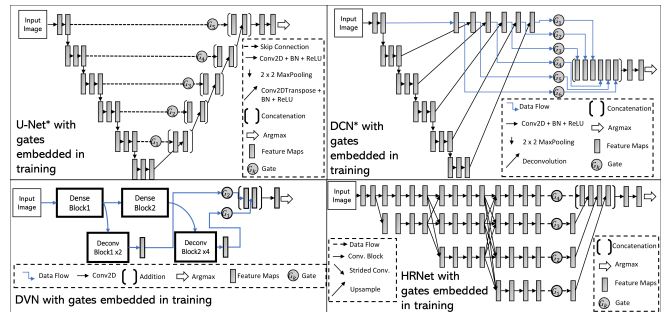 Input
Image
Skip Connection
Conv2D + BN + ReLU
2 x 2 MaxPooling
Conv2DTranspose +
BN + ReLU
Concatenation
Argmax
Feature Maps
Gate
U-Net* with
gates
embedded in
training
Input
Image
DCN* with
gates
embedded in
training
Data Flow
Conv2D + BN + ReLU
2 x 2 MaxPooling
Deconvolution
Concatenation
Argmax
Feature Maps
Gate
Input
Image
Dense
Block1
Dense
Block2
Deconv
Block1 x2
Deconv
Block2 x4
Data Flow
Conv2D
Addition
Argmax
Feature Maps
Gate
DVN with gates embedded in training
Input
Image
Data Flow
Conv. Block
Strided Conv.
Upsample
HRNet with
gates embedded
in training
Concatenation
Argmax
Feature Maps
Gate